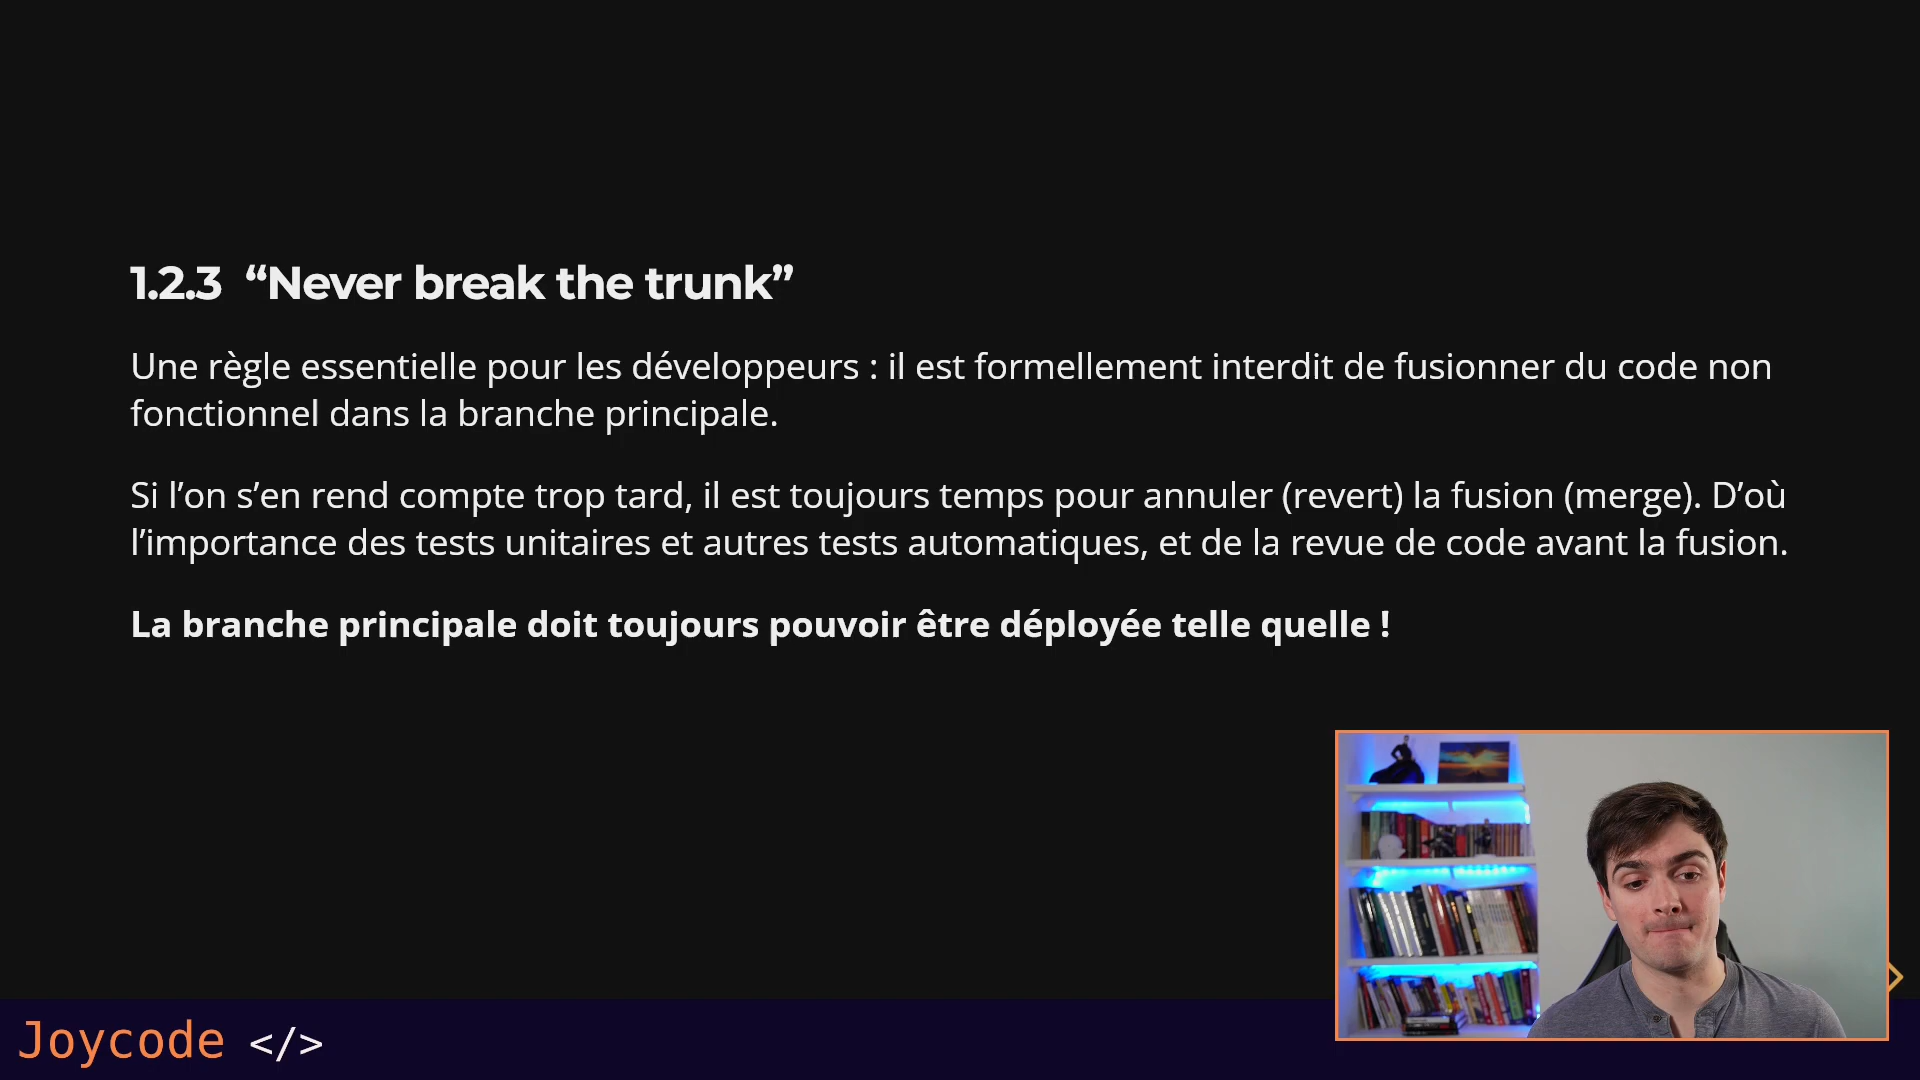 1.2.3 “Never break the trunk”
Une règle essentielle pour les développeurs : il est formellement interdit de fusionner du code non
fonctionnel dans la branche principale.
Si l’on s’en rend compte trop tard, il est toujours temps pour annuler (revert) la fusion (merge). D’où
l’importance des tests unitaires et autres tests automatiques, et de la revue de code avant la fusion.
La branche principale doit toujours pouvoir être déployée telle quelle !
Joycode </>